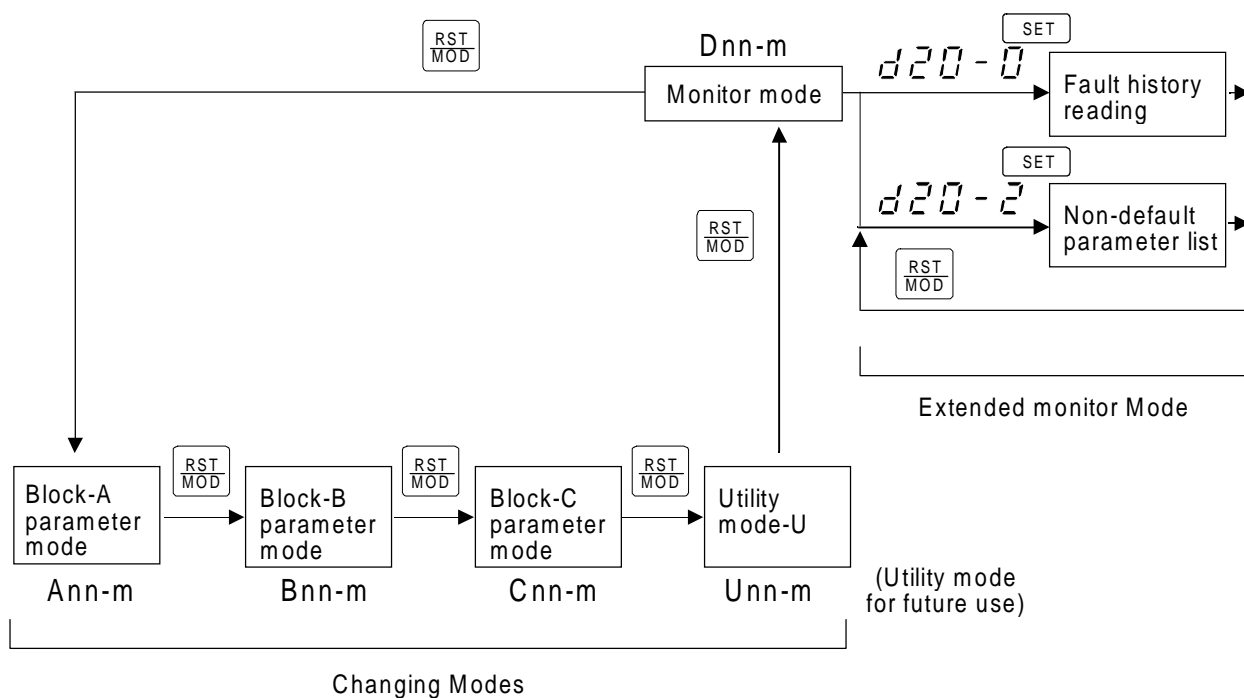 SET
RST
MOD
Dnn-m
d20-0
Monitor mode
Fault history
reading
SET
d20-2
RST
MOD
Non-default
parameter list
RST
MOD
Extended monitor Mode
RST
MOD
RST
MOD
RST
MOD
Block-A
parameter
mode
Block-B
parameter
mode
Block-C
parameter
mode
Utility
mode-U
Ann-m
Bnn-m
Cnn-m
Unn-m
(Utility mode
for future use)
Changing Modes